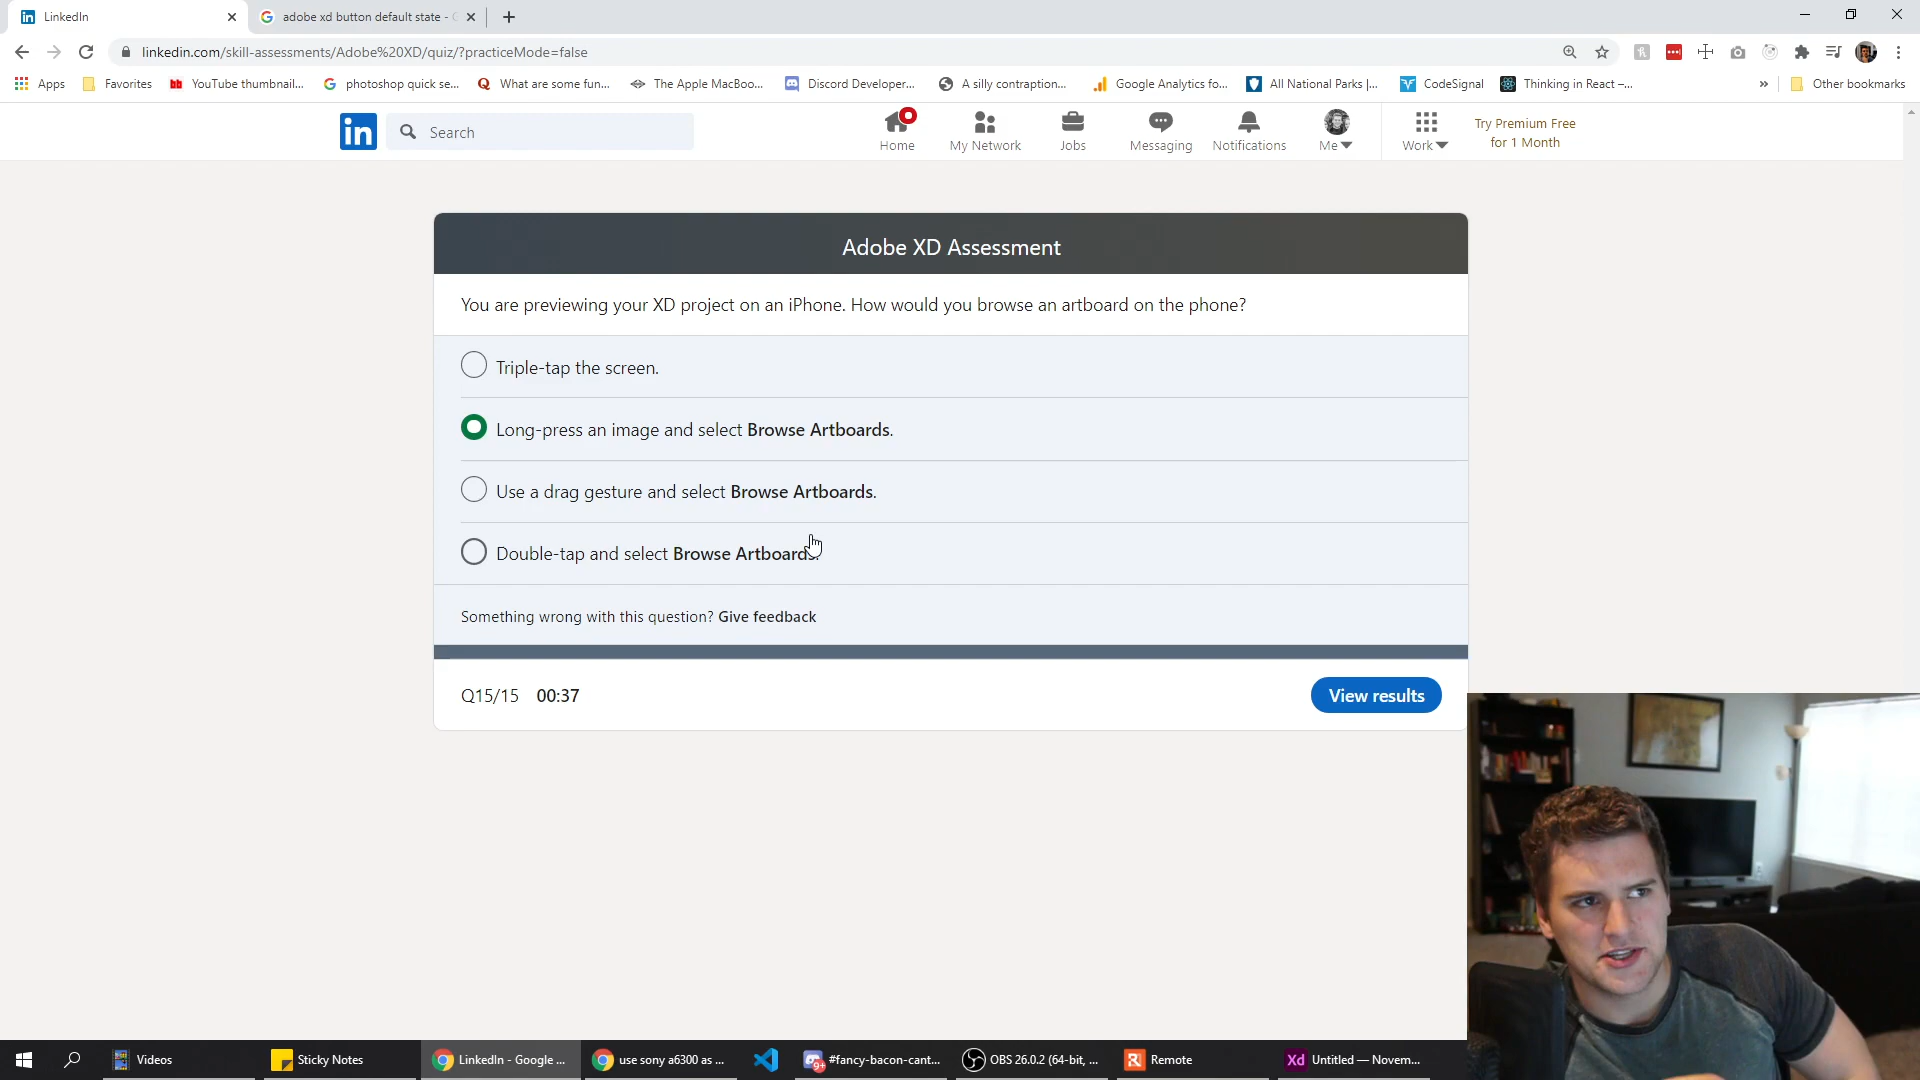 LinkedIn
adobe xd button default state -
linkedin.com/skill-assessments/Adobe%20XD/quiz/?practiceMode=false
Apps
Favorites
YouTube thumbnail...
photoshop quick se...
What are some fun...
The Apple MacBoo...
Discord Developer...
A silly contraption...
Google Analytics fo...
All National Parks |...
CodeSignal
Thinking in React –...
»
Other bookmarks
in
Search
Home
My Network
Jobs
Messaging
Notifications
Me
Work
Try Premium Free
for 1 Month
Adobe XD Assessment
You are previewing your XD project on an iPhone. How would you browse an artboard on the phone?
Triple-tap the screen.
Long-press an image and select Browse Artboards.
Use a drag gesture and select Browse Artboards.
Double-tap and select Browse Artboards.
Something wrong with this question? Give feedback
Q15/15 00:37
View results
Videos
Sticky Notes
LinkedIn - Google ...
use sony a6300 as ...
9+
#fancy-bacon-cant...
OBS 26.0.2 (64-bit, ...
Remote
Xd
Untitled — Novem...